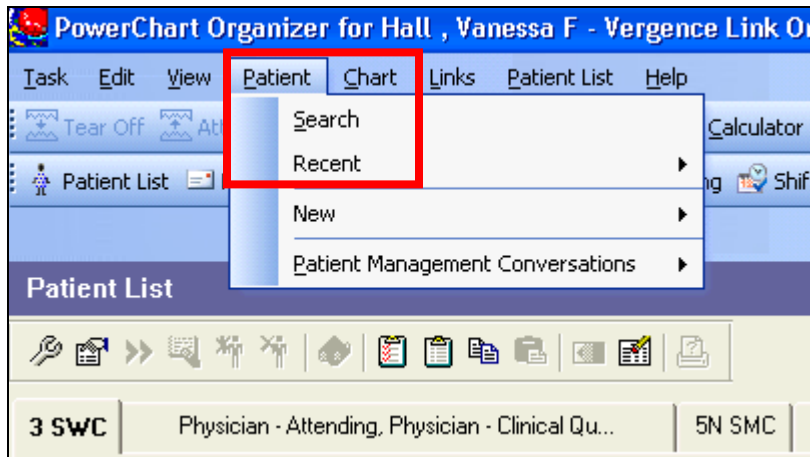 PowerChart Organizer for Hall , Vanessa F - Vergence Link
Task Edit View Patient Chart Links Patient List Help
Tear Off Search Calculator
Recent
Patient List
New
Patient Management Conversations
Patient List
3 SWC Physician - Attending, Physician - Clinical Qu... 5N SMC